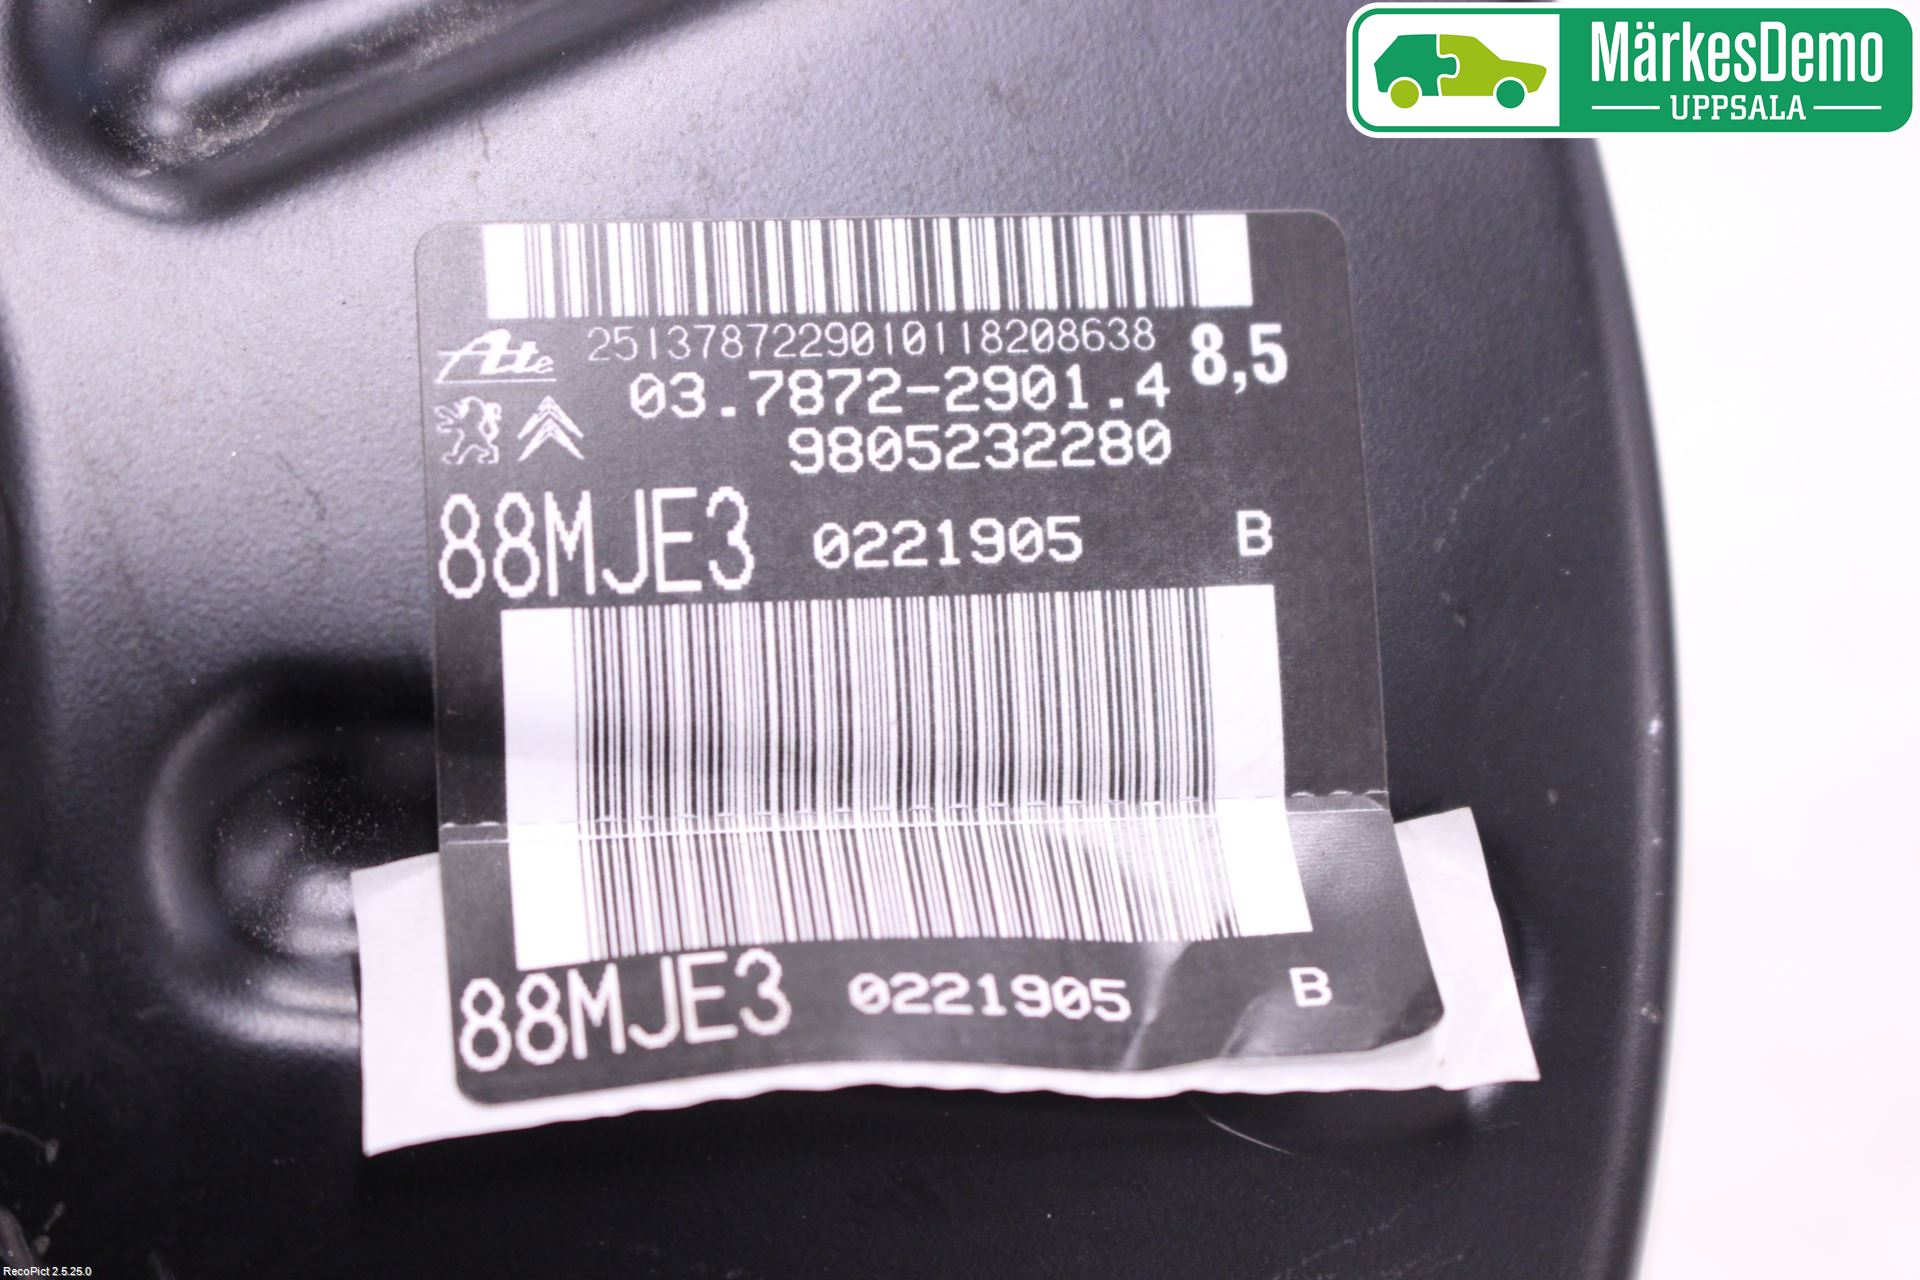 MärkesDemo
UPPSALA
Ate 2513787229010118208638 8,5
03.7872-2901.4
9805232280
88MJE3 0221905 B
88MJE3 0221905 B
RecoPict 2.5.25.0